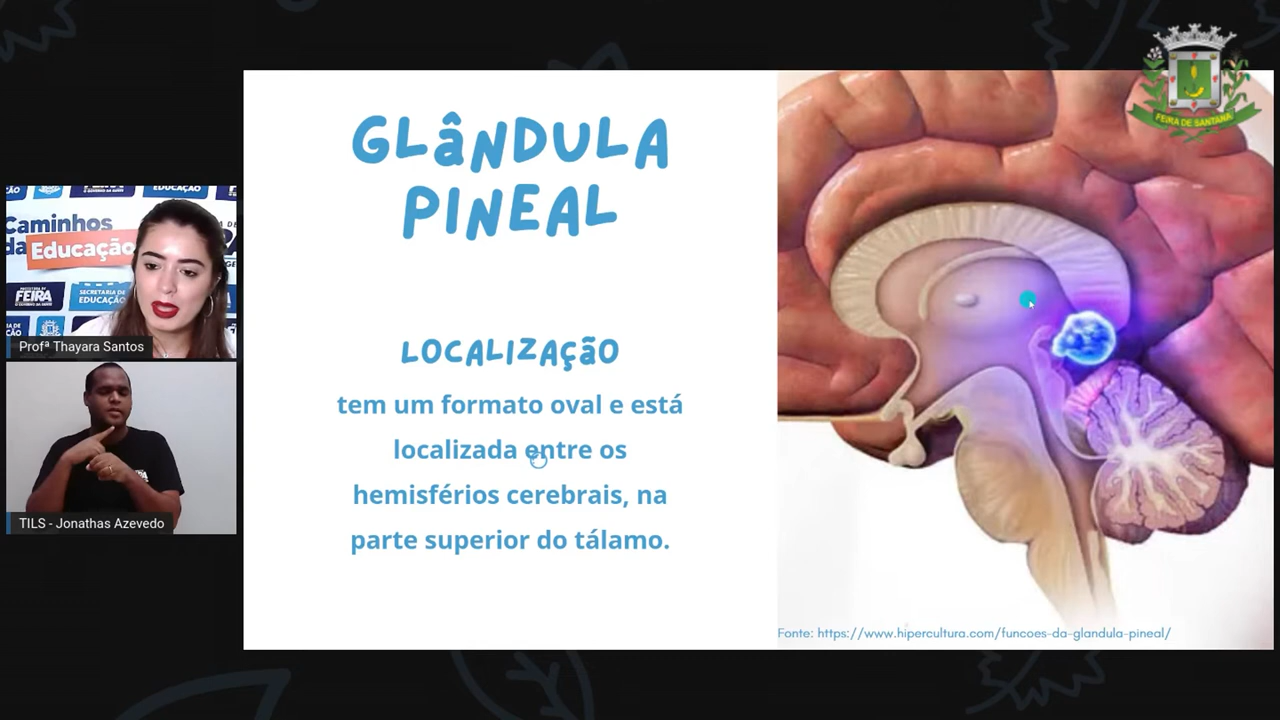 GLâNDULA
PINEAL
LOCALIZAÇãO
tem um formato oval e está
localizada entre os
hemisférios cerebrais, na
parte superior do tálamo.
Fonte: https://www.hipercultura.com/funcoes-da-glandula-pineal/
FEIRA DE SANTANA
EDUCAÇÃO
Caminhos
da Educação
FEIRA
SECRETARIA DE
EDUCAÇÃO
Profª Thayara Santos
TILS - Jonathas Azevedo